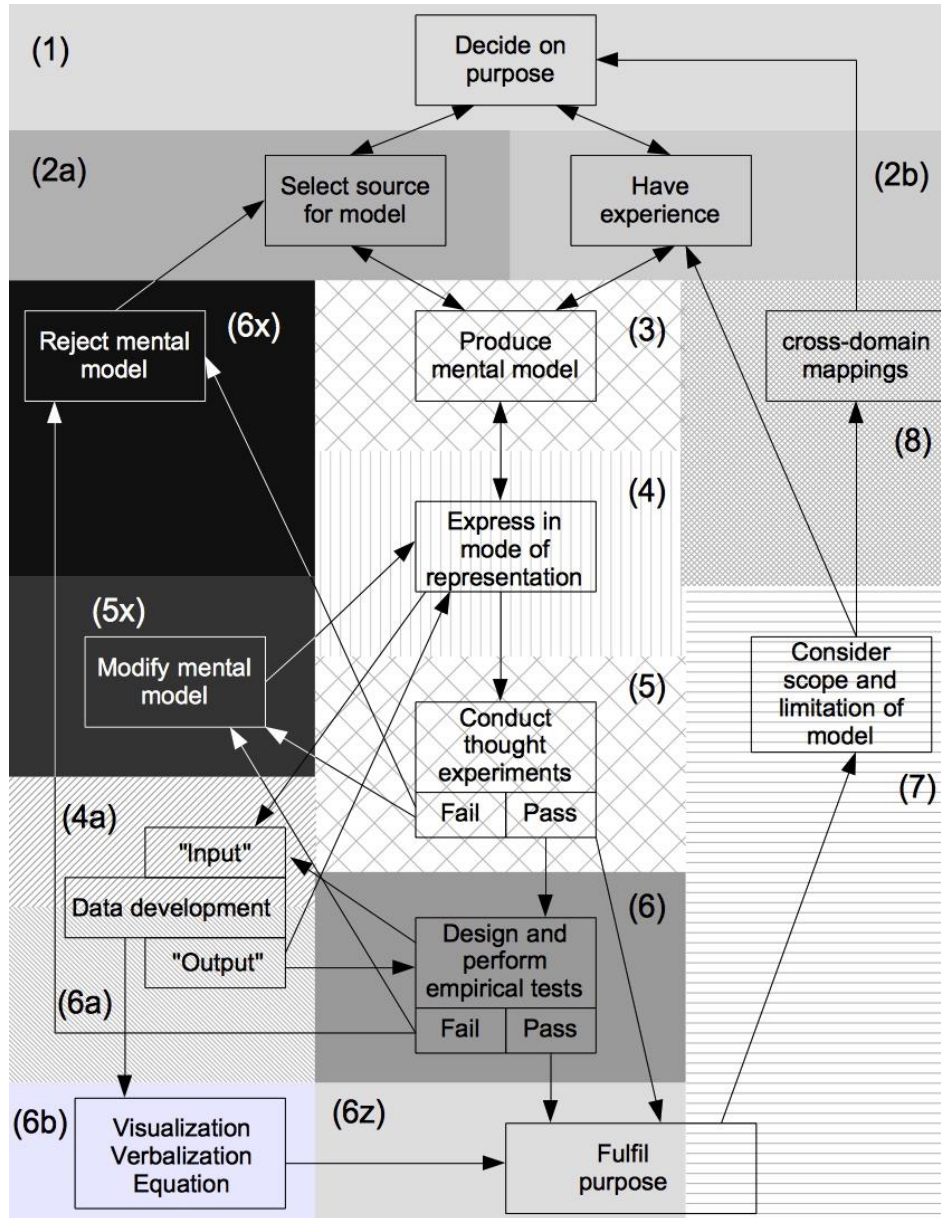 (1)
Decide on
purpose
(2a)
Select source
for model
Have
experience
(2b)
Reject mental
model
(6x)
Produce
mental model
(3)
cross-domain
mappings
(8)
(4)
Express in
mode of
representation
(5x)
Modify mental
model
(5)
Conduct
thought
experiments
Fail
Pass
Consider
scope and
limitation of
model
(7)
(4a)
"Input"
Data development
"Output"
(6a)
(6)
Design and
perform
empirical tests
Fail
Pass
(6b)
Visualization
Verbalization
Equation
(6z)
Fulfil
purpose